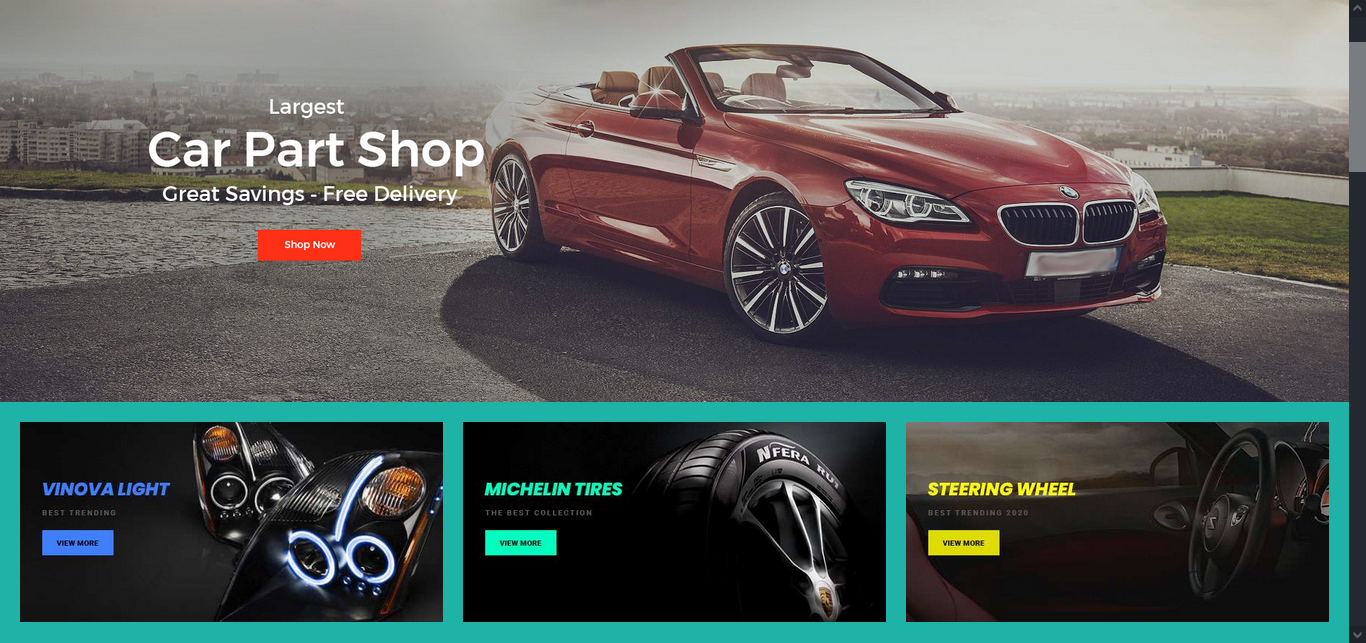 Largest
Car Part Shop
Great Savings - Free Delivery
Shop Now
VINOVA LIGHT
BEST TRENDING
VIEW MORE
MICHELIN TIRES
THE BEST COLLECTION
VIEW MORE
NFERA RU1
STEERING WHEEL
BEST TRENDING 2020
VIEW MORE